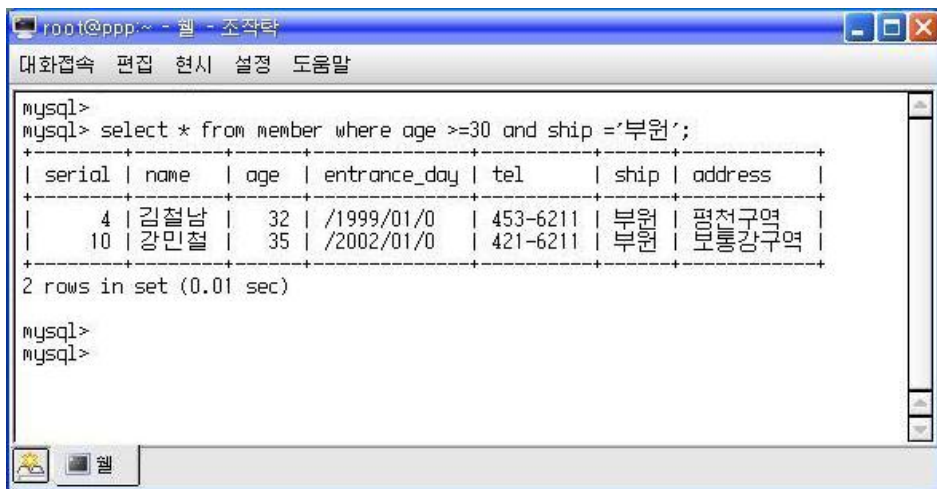 root@ppp:~ - 웰 - 조작탁
대화접속 편집 현시 설정 도움말
mysql>
mysql> select * from member where age >=30 and ship ='부원';
+--------+--------+------+--------------+----------+------+------------+
| serial | name | age | entrance_day | tel | ship | address |
+--------+--------+------+--------------+----------+------+------------+
| 4 | 김철남 | 32 | /1999/01/0 | 453-6211 | 부원 | 평천구역 |
| 10 | 강민철 | 35 | /2002/01/0 | 421-6211 | 부원 | 보통강구역 |
+--------+--------+------+--------------+----------+------+------------+
2 rows in set (0.01 sec)
mysql>
mysql>
웰